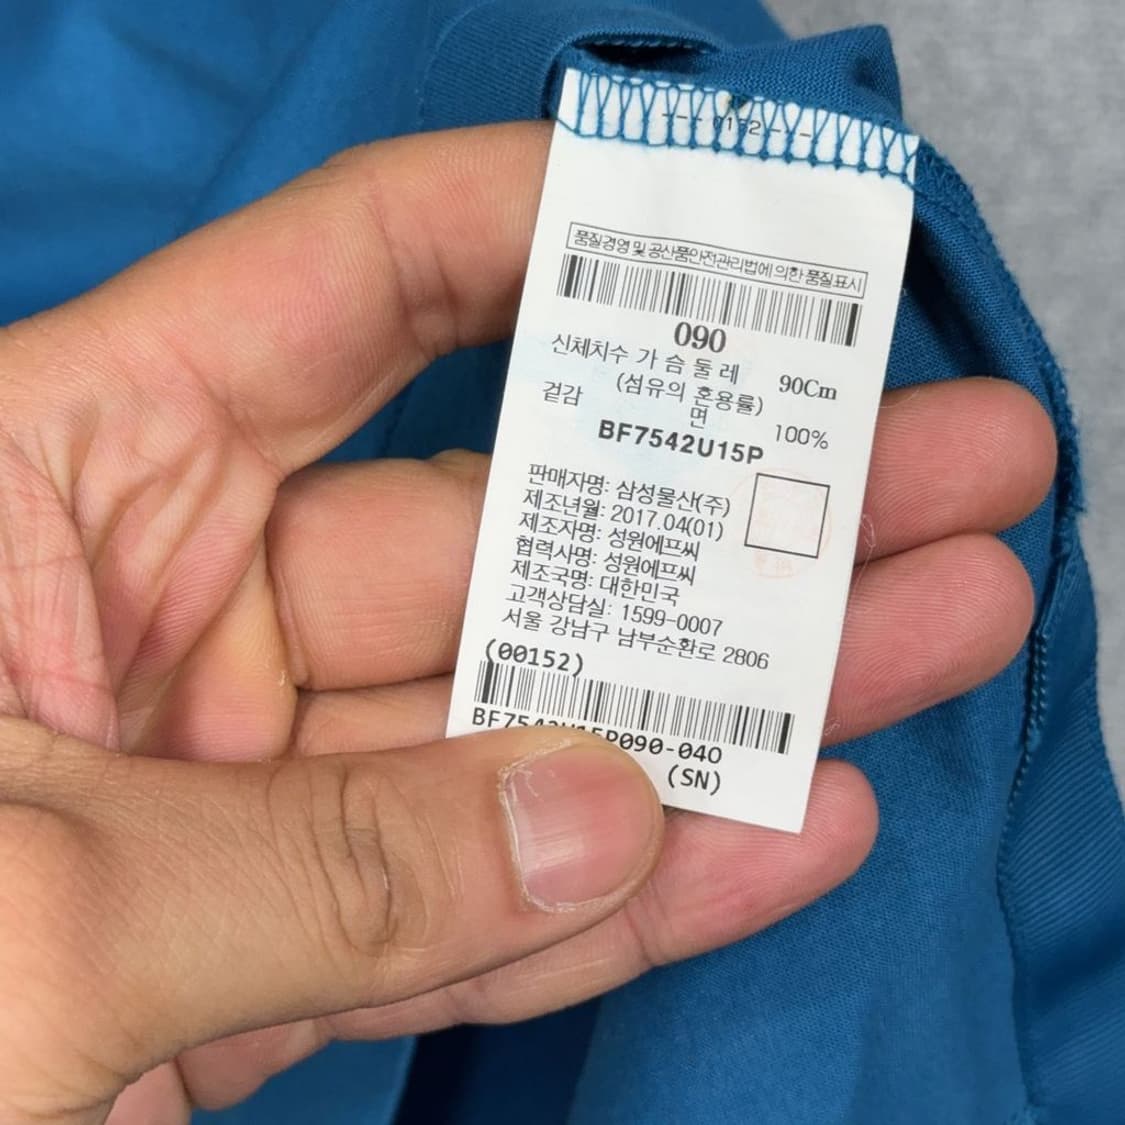 품질경영 및 공산품안전관리법에 의한 품질표시
090
신체치수 가슴둘레 90Cm
(섬유의 혼용률)
겉감 면 100%
BF7542U15P
판매자명: 삼성물산(주)
제조년월: 2017.04(01)
제조자명: 성원에프씨
협력사명: 성원에프씨
제조국명: 대한민국
고객상담실: 1599-0007
서울 강남구 남부순환로 2806
(00152)
BF7542U15P090-040
(SN)